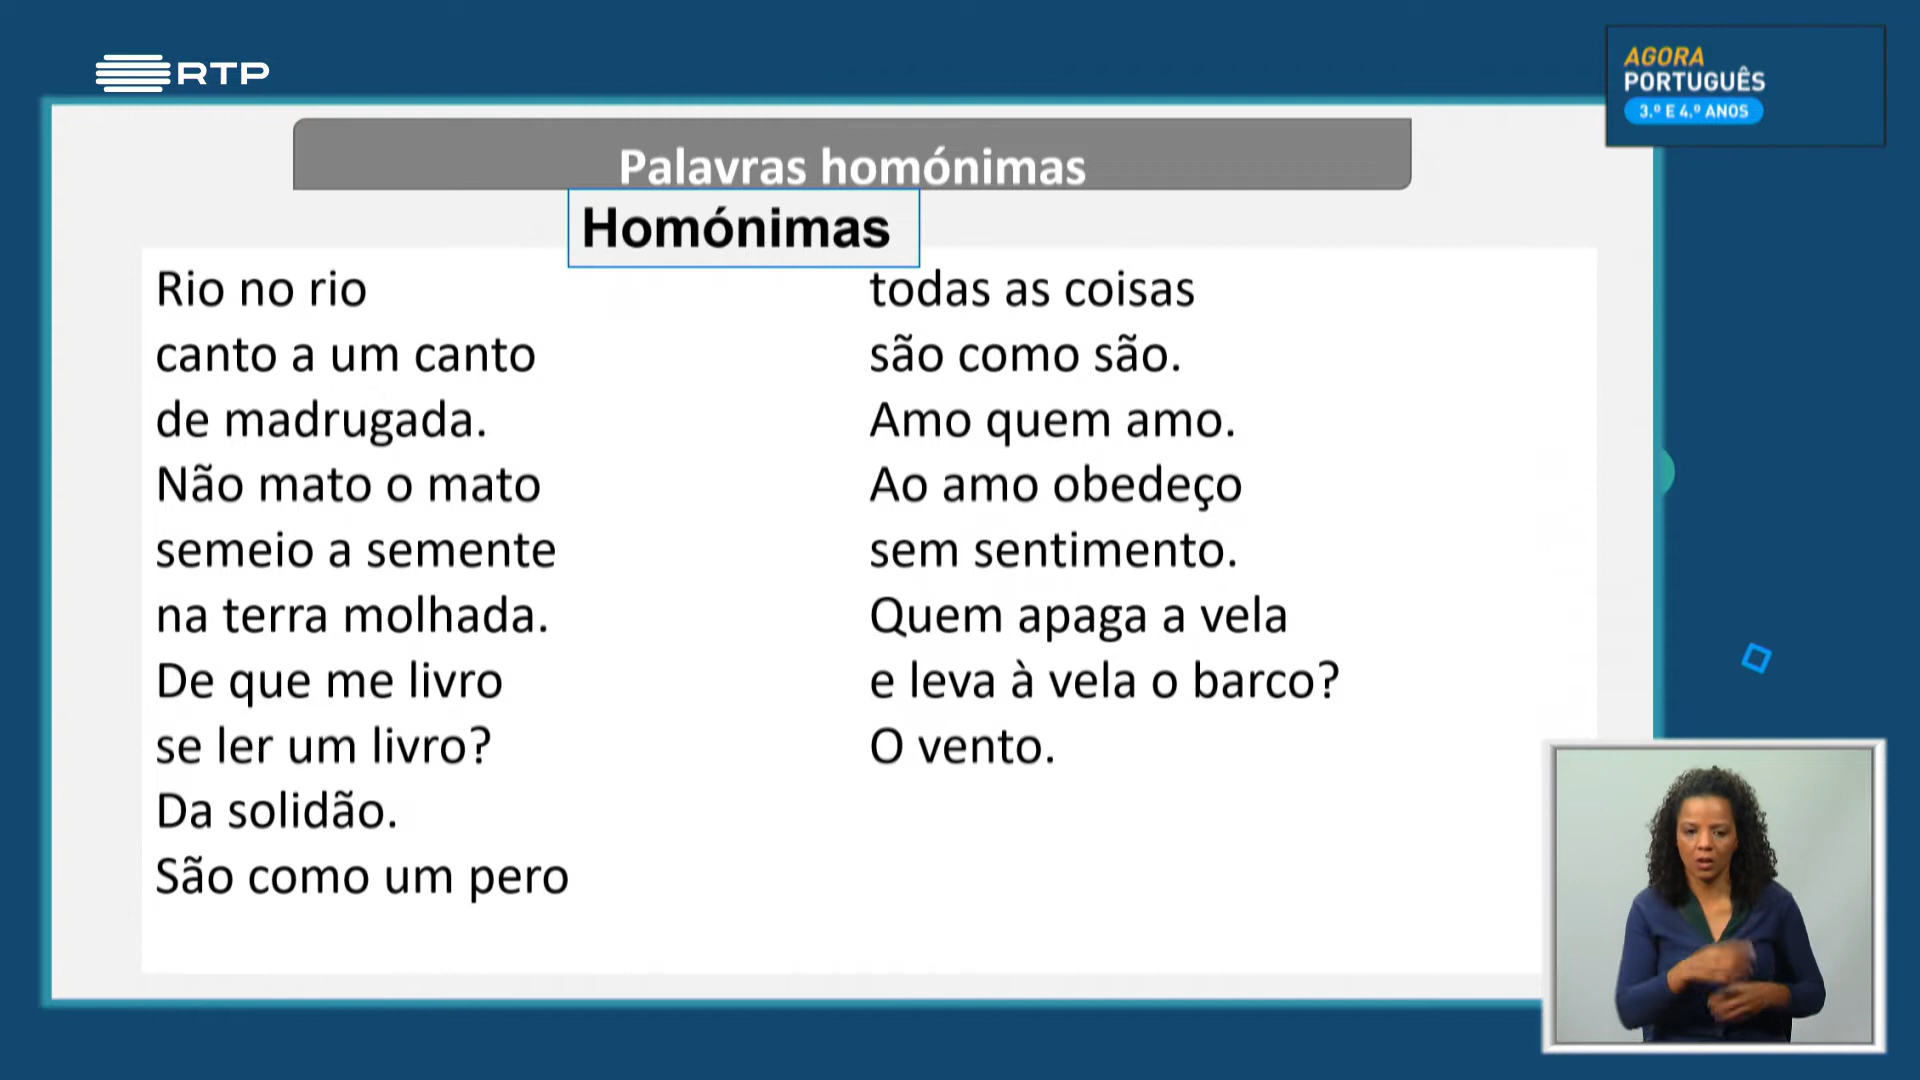 RTP
AGORA
PORTUGUÊS
3.º E 4.º ANOS
Palavras homónimas
Homónimas
Rio no rio
canto a um canto
de madrugada.
Não mato o mato
semeio a semente
na terra molhada.
De que me livro
se ler um livro?
Da solidão.
São como um pero
todas as coisas
são como são.
Amo quem amo.
Ao amo obedeço
sem sentimento.
Quem apaga a vela
e leva à vela o barco?
O vento.